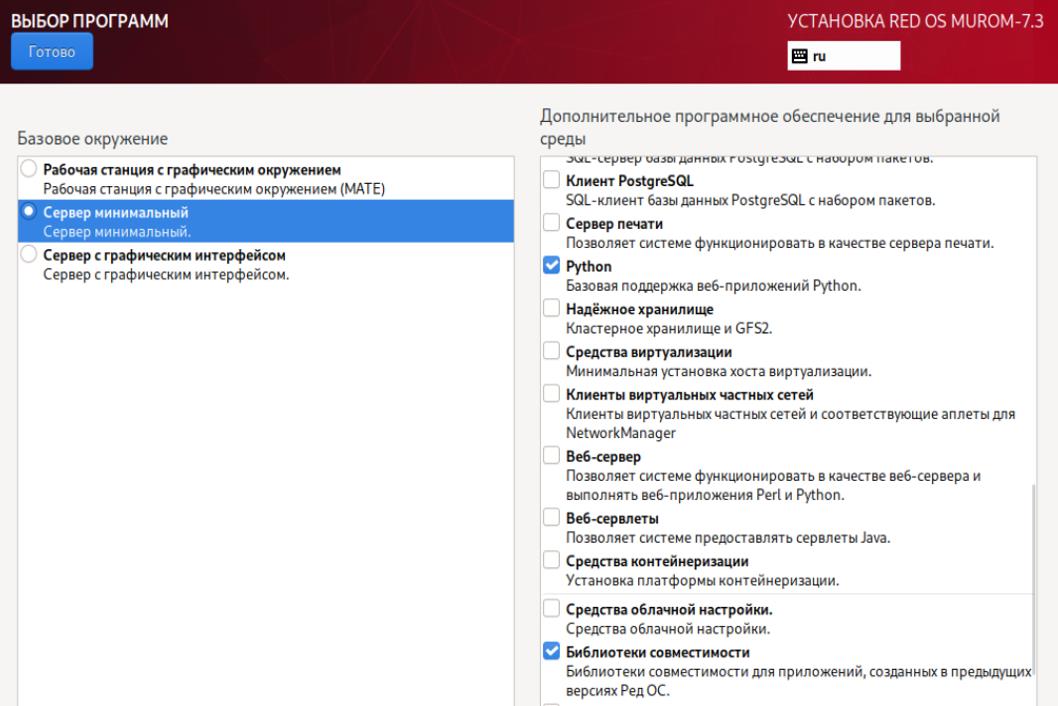 ВЫБОР ПРОГРАММ
УСТАНОВКА RED OS MUROM-7.3
Готово
ru
Базовое окружение
Рабочая станция с графическим окружением
Рабочая станция с графическим окружением (MATE)
Сервер минимальный
Сервер минимальный.
Сервер с графическим интерфейсом
Сервер с графическим интерфейсом.
Дополнительное программное обеспечение для выбранной
среды
SQL-сервер базы данных PostgreSQL с набором пакетов.
Клиент PostgreSQL
SQL-клиент базы данных PostgreSQL с набором пакетов.
Сервер печати
Позволяет системе функционировать в качестве сервера печати.
Python
Базовая поддержка веб-приложений Python.
Надёжное хранилище
Кластерное хранилище и GFS2.
Средства виртуализации
Минимальная установка хоста виртуализации.
Клиенты виртуальных частных сетей
Клиенты виртуальных частных сетей и соответствующие аплеты для
NetworkManager
Веб-сервер
Позволяет системе функционировать в качестве веб-сервера и
выполнять веб-приложения Perl и Python.
Веб-сервлеты
Позволяет системе предоставлять сервлеты Java.
Средства контейнеризации
Установка платформы контейнеризации.
Средства облачной настройки.
Средства облачной настройки.
Библиотеки совместимости
Библиотеки совместимости для приложений, созданных в предыдущих
версиях Ред ОС.